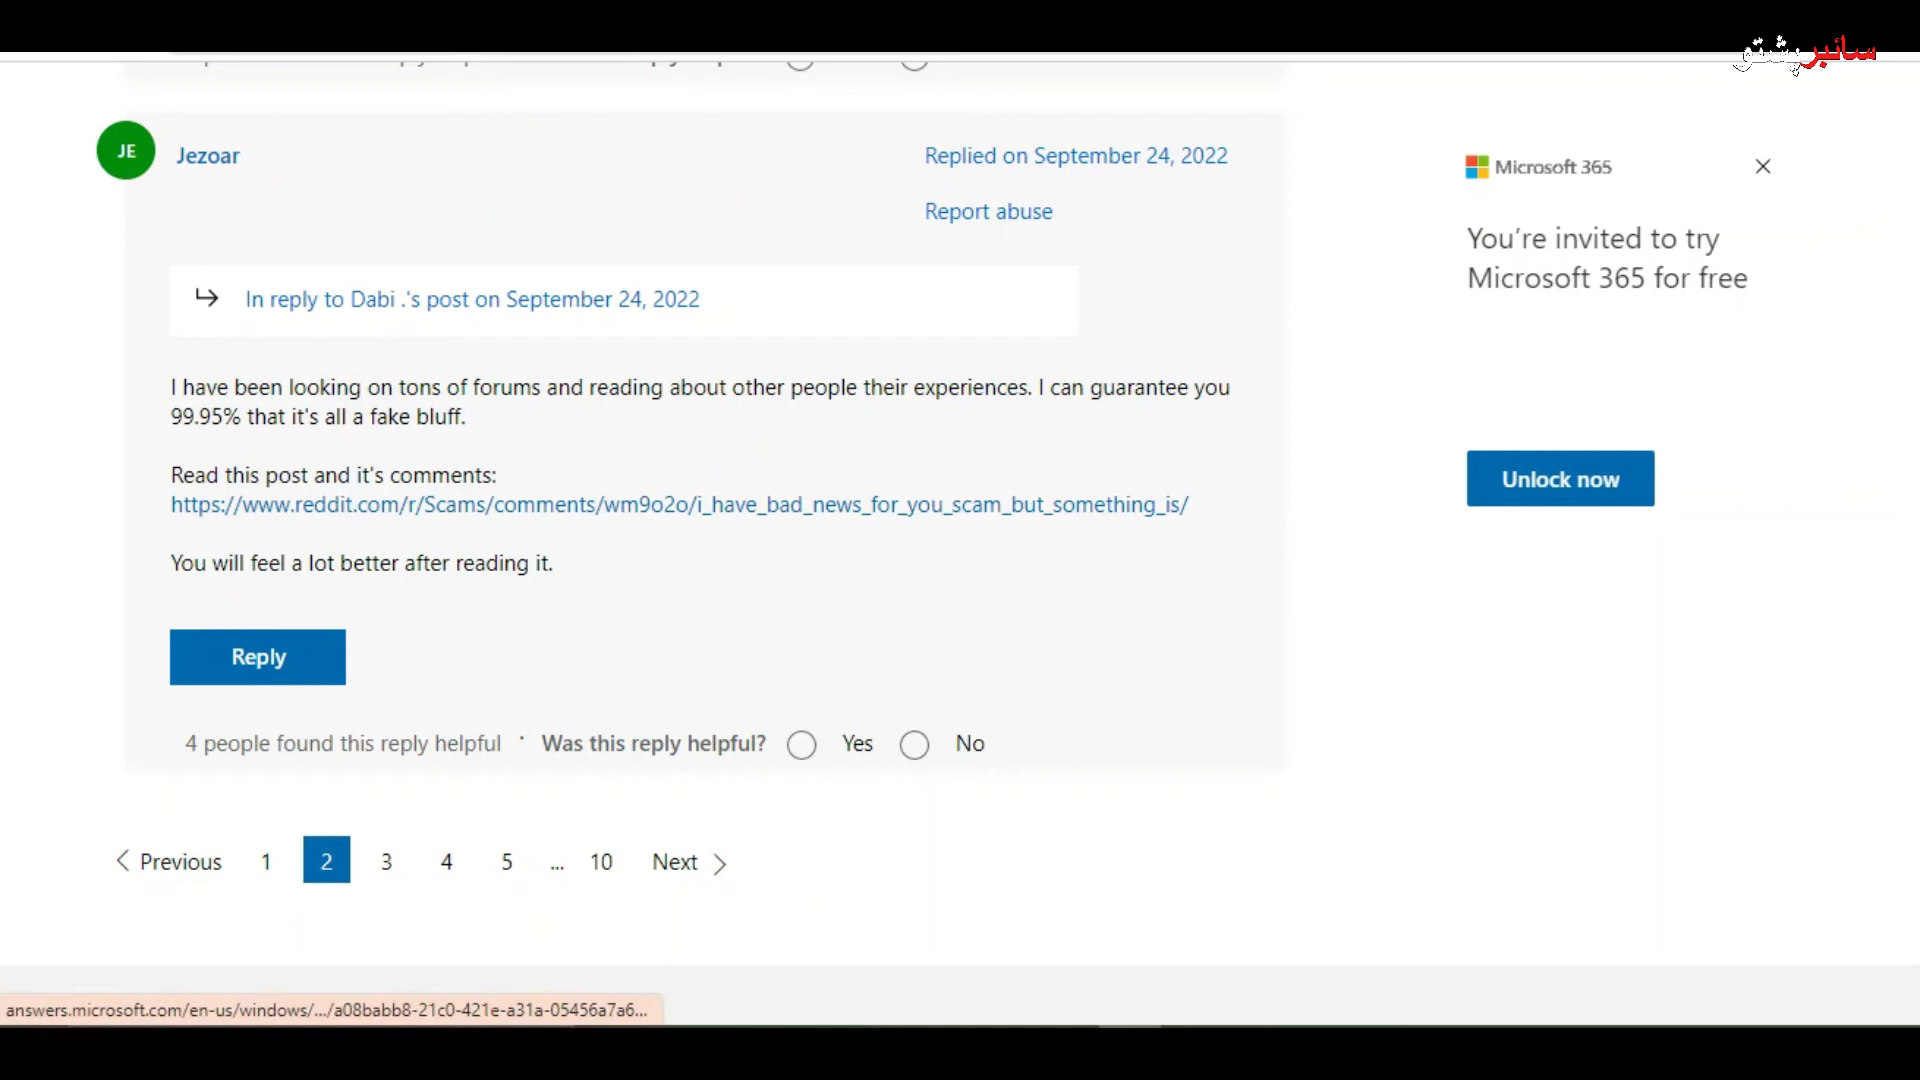 سائبر پشتو
JE
Jezoar
Replied on September 24, 2022
Report abuse
In reply to Dabi .'s post on September 24, 2022
I have been looking on tons of forums and reading about other people their experiences. I can guarantee you
99.95% that it's all a fake bluff.
Read this post and it's comments:
https://www.reddit.com/r/Scams/comments/wm9o2o/i_have_bad_news_for_you_scam_but_something_is/
You will feel a lot better after reading it.
Reply
4 people found this reply helpful · Was this reply helpful? Yes No
Previous 1 2 3 4 5 ... 10 Next
Microsoft 365
You’re invited to try
Microsoft 365 for free
Unlock now
answers.microsoft.com/en-us/windows/.../a08babb8-21c0-421e-a31a-05456a7a6...